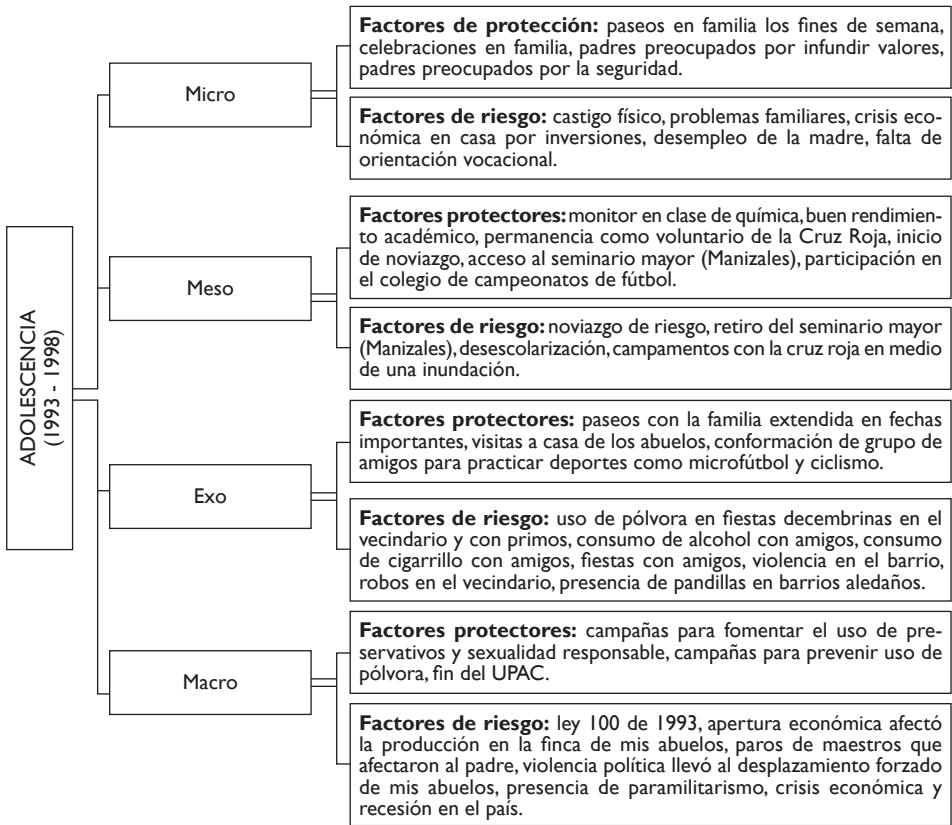 ADOLESCENCIA
(1993 - 1998)
Micro
Factores de protección: paseos en familia los fines de semana,
celebraciones en familia, padres preocupados por infundir valores,
padres preocupados por la seguridad.
Factores de riesgo: castigo físico, problemas familiares, crisis eco-
nómica en casa por inversiones, desempleo de la madre, falta de
orientación vocacional.
Meso
Factores protectores: monitor en clase de química, buen rendimien-
to académico, permanencia como voluntario de la Cruz Roja, inicio
de noviazgo, acceso al seminario mayor (Manizales), participación en
el colegio de campeonatos de fútbol.
Factores de riesgo: noviazgo de riesgo, retiro del seminario mayor
(Manizales), desescolarización, campamentos con la cruz roja en medio
de una inundación.
Exo
Factores protectores: paseos con la familia extendida en fechas
importantes, visitas a casa de los abuelos, conformación de grupo de
amigos para practicar deportes como microfútbol y ciclismo.
Factores de riesgo: uso de pólvora en fiestas decembrinas en el
vecindario y con primos, consumo de alcohol con amigos, consumo
de cigarrillo con amigos, fiestas con amigos, violencia en el barrio,
robos en el vecindario, presencia de pandillas en barrios aledaños.
Macro
Factores protectores: campañas para fomentar el uso de pre-
servativos y sexualidad responsable, campañas para prevenir uso de
pólvora, fin del UPAC.
Factores de riesgo: ley 100 de 1993, apertura económica afectó
la producción en la finca de mis abuelos, paros de maestros que
afectaron al padre, violencia política llevó al desplazamiento forzado
de mis abuelos, presencia de paramilitarismo, crisis económica y
recesión en el país.